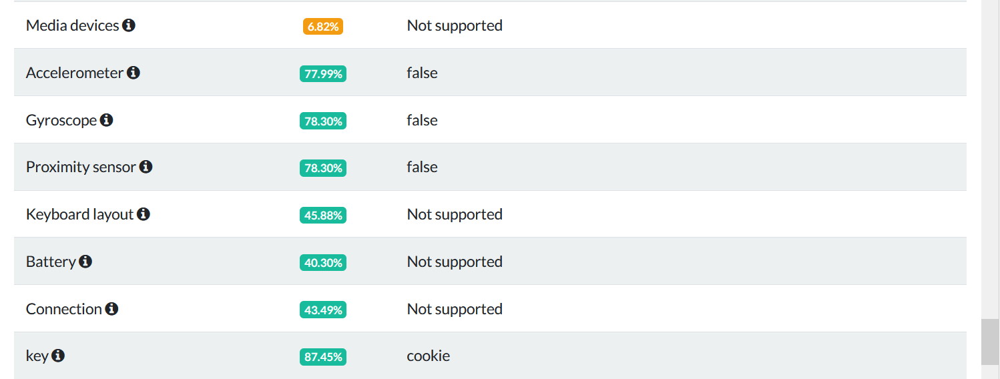 Media devices 6.82% Not supported
Accelerometer 77.99% false
Gyroscope 78.30% false
Proximity sensor 78.30% false
Keyboard layout 45.88% Not supported
Battery 40.30% Not supported
Connection 43.49% Not supported
key 87.45% cookie